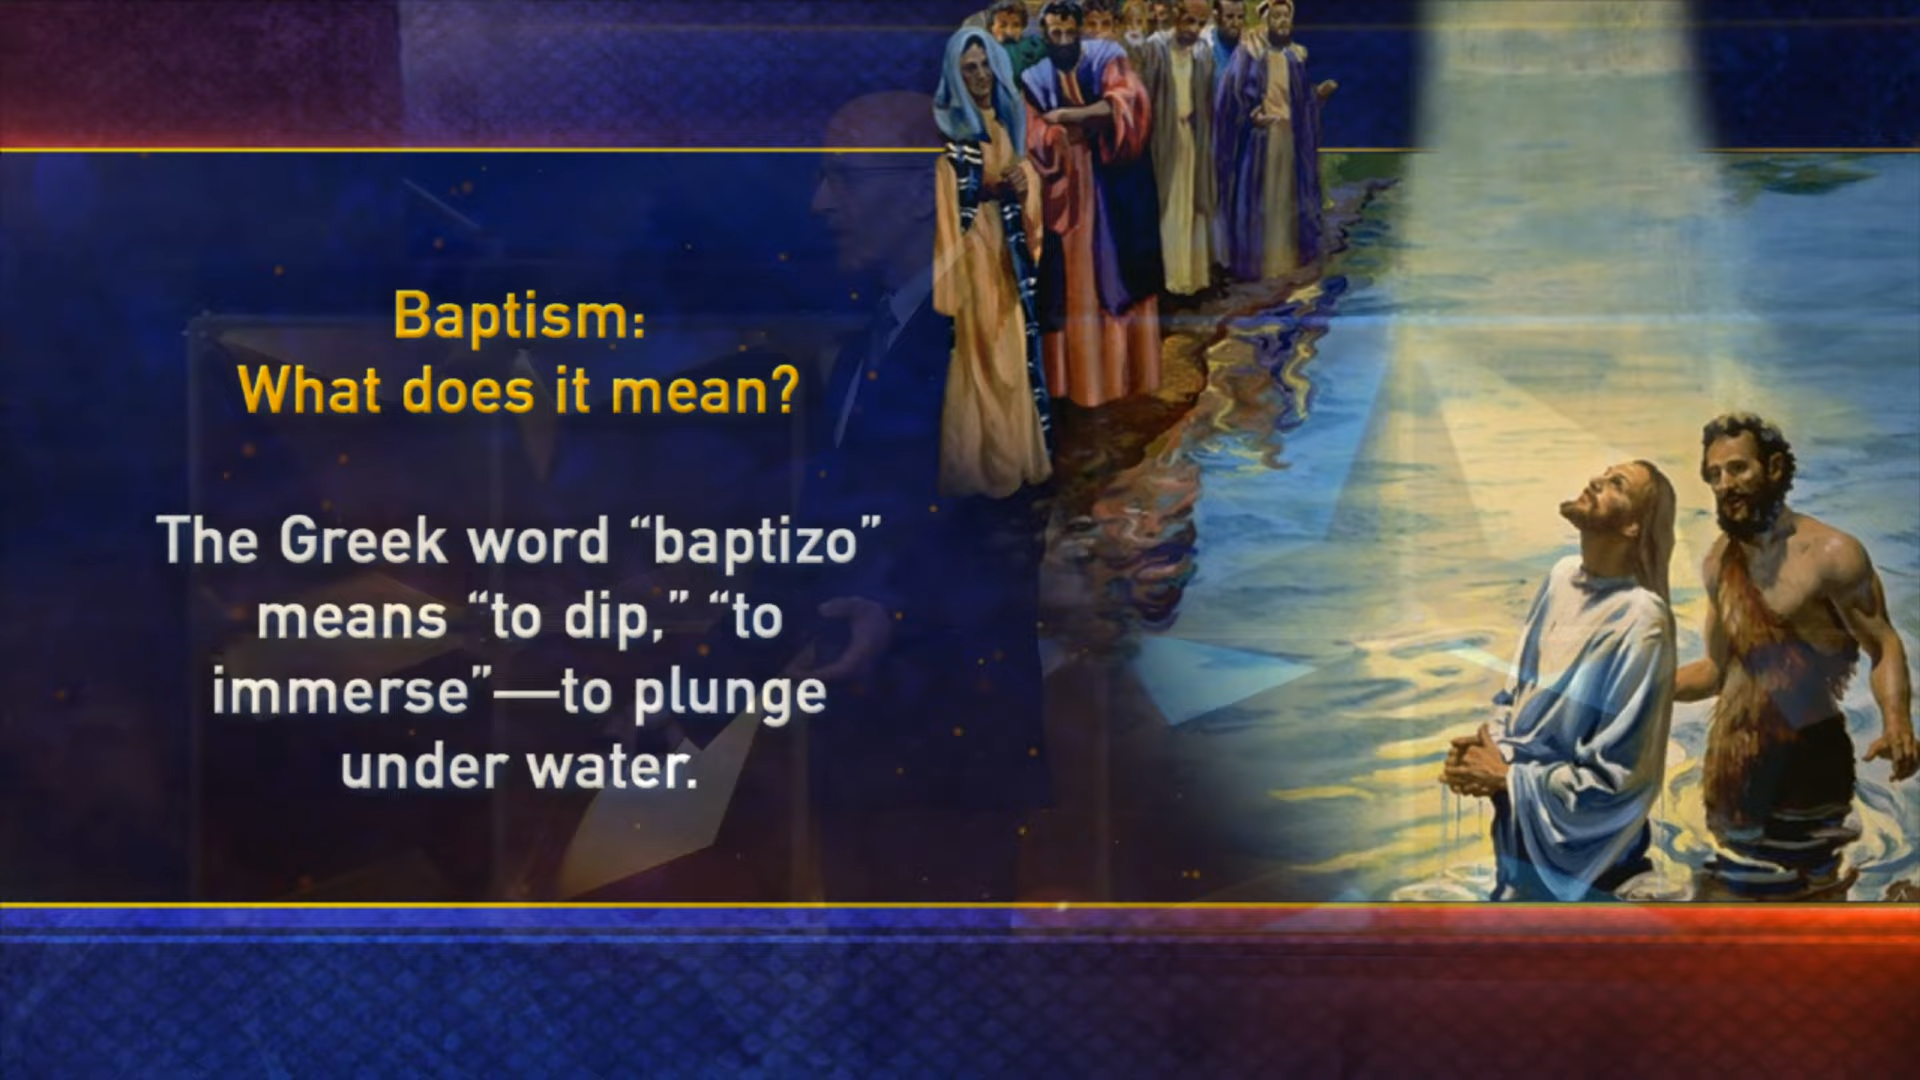 Baptism:
What does it mean?
The Greek word “baptizo”
means “to dip,” “to
immerse”—to plunge
under water.